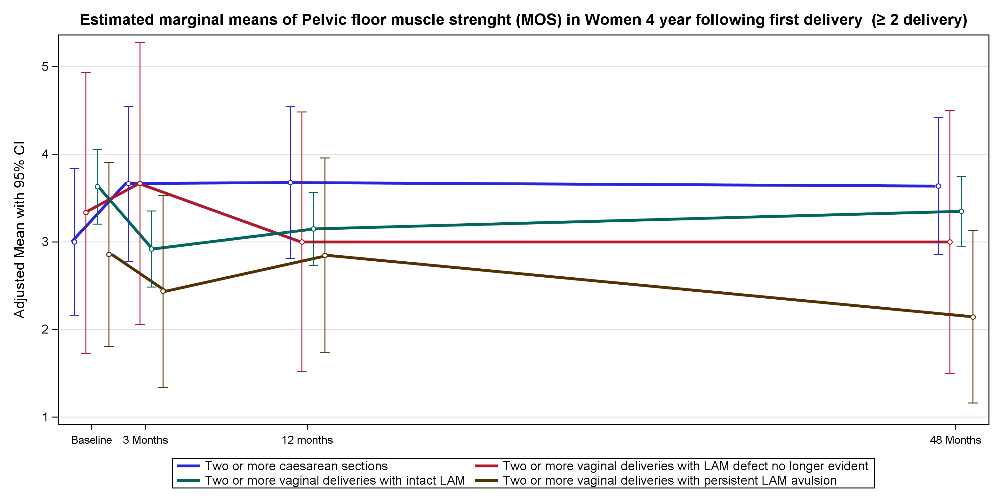 Estimated marginal means of Pelvic floor muscle strenght (MOS) in Women 4 year following first delivery (≥ 2 delivery)
Adjusted Mean with 95% CI
5
4
3
2
1
Baseline 3 Months 12 months 48 Months
Two or more caesarean sections Two or more vaginal deliveries with LAM defect no longer evident
Two or more vaginal deliveries with intact LAM Two or more vaginal deliveries with persistent LAM avulsion